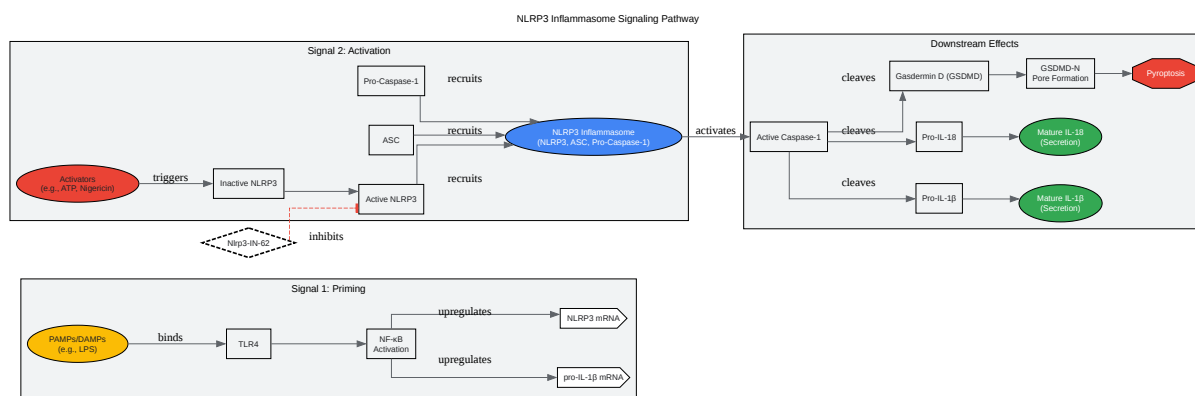 NLRP3 Inflammasome Signaling Pathway
Signal 2: Activation
Pro-Caspase-1
recruits
ASC
recruits
NLRP3 Inflammasome
(NLRP3, ASC, Pro-Caspase-1)
activates
Activators
(e.g., ATP, Nigericin)
triggers
Inactive NLRP3
Active NLRP3
recruits
Nlrp3-IN-62
inhibits
Downstream Effects
cleaves
Gasdermin D (GSDMD)
GSDMD-N
Pore Formation
Pyroptosis
Active Caspase-1
cleaves
Pro-IL-18
Mature IL-18
(Secretion)
cleaves
Pro-IL-1β
Mature IL-1β
(Secretion)
Signal 1: Priming
PAMPs/DAMPs
(e.g., LPS)
binds
TLR4
NF-κB
Activation
upregulates
NLRP3 mRNA
upregulates
pro-IL-1β mRNA